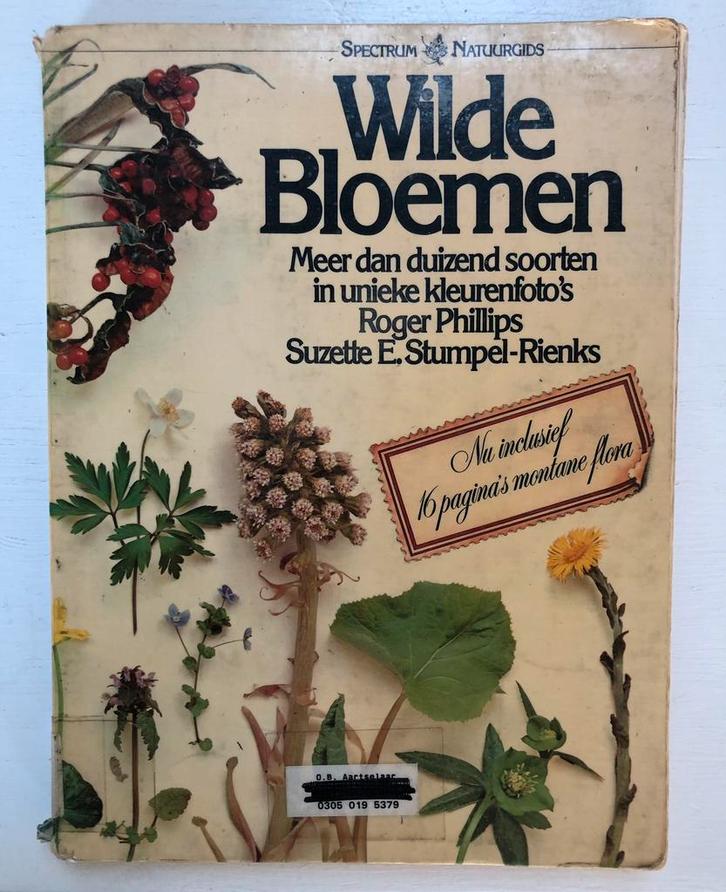 Spectrum Natuurgids
Wilde
Bloemen
Meer dan duizend soorten
in unieke kleurenfoto's
Roger Phillips
Suzette E. Stumpel-Rienks
Nu inclusief
16 pagina's montane flora
O.B. Aartselaar
0305 019 5379